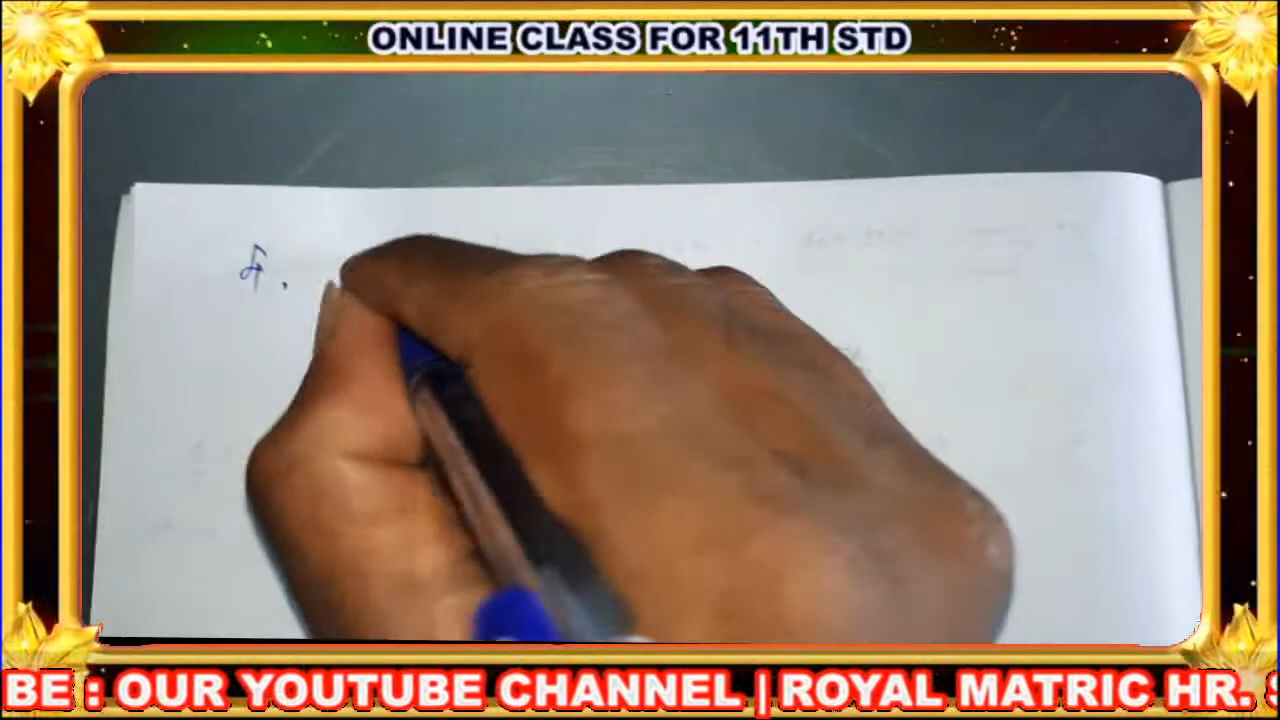 ONLINE CLASS FOR 11TH STD
BE : OUR YOUTUBE CHANNEL | ROYAL MATRIC HR.